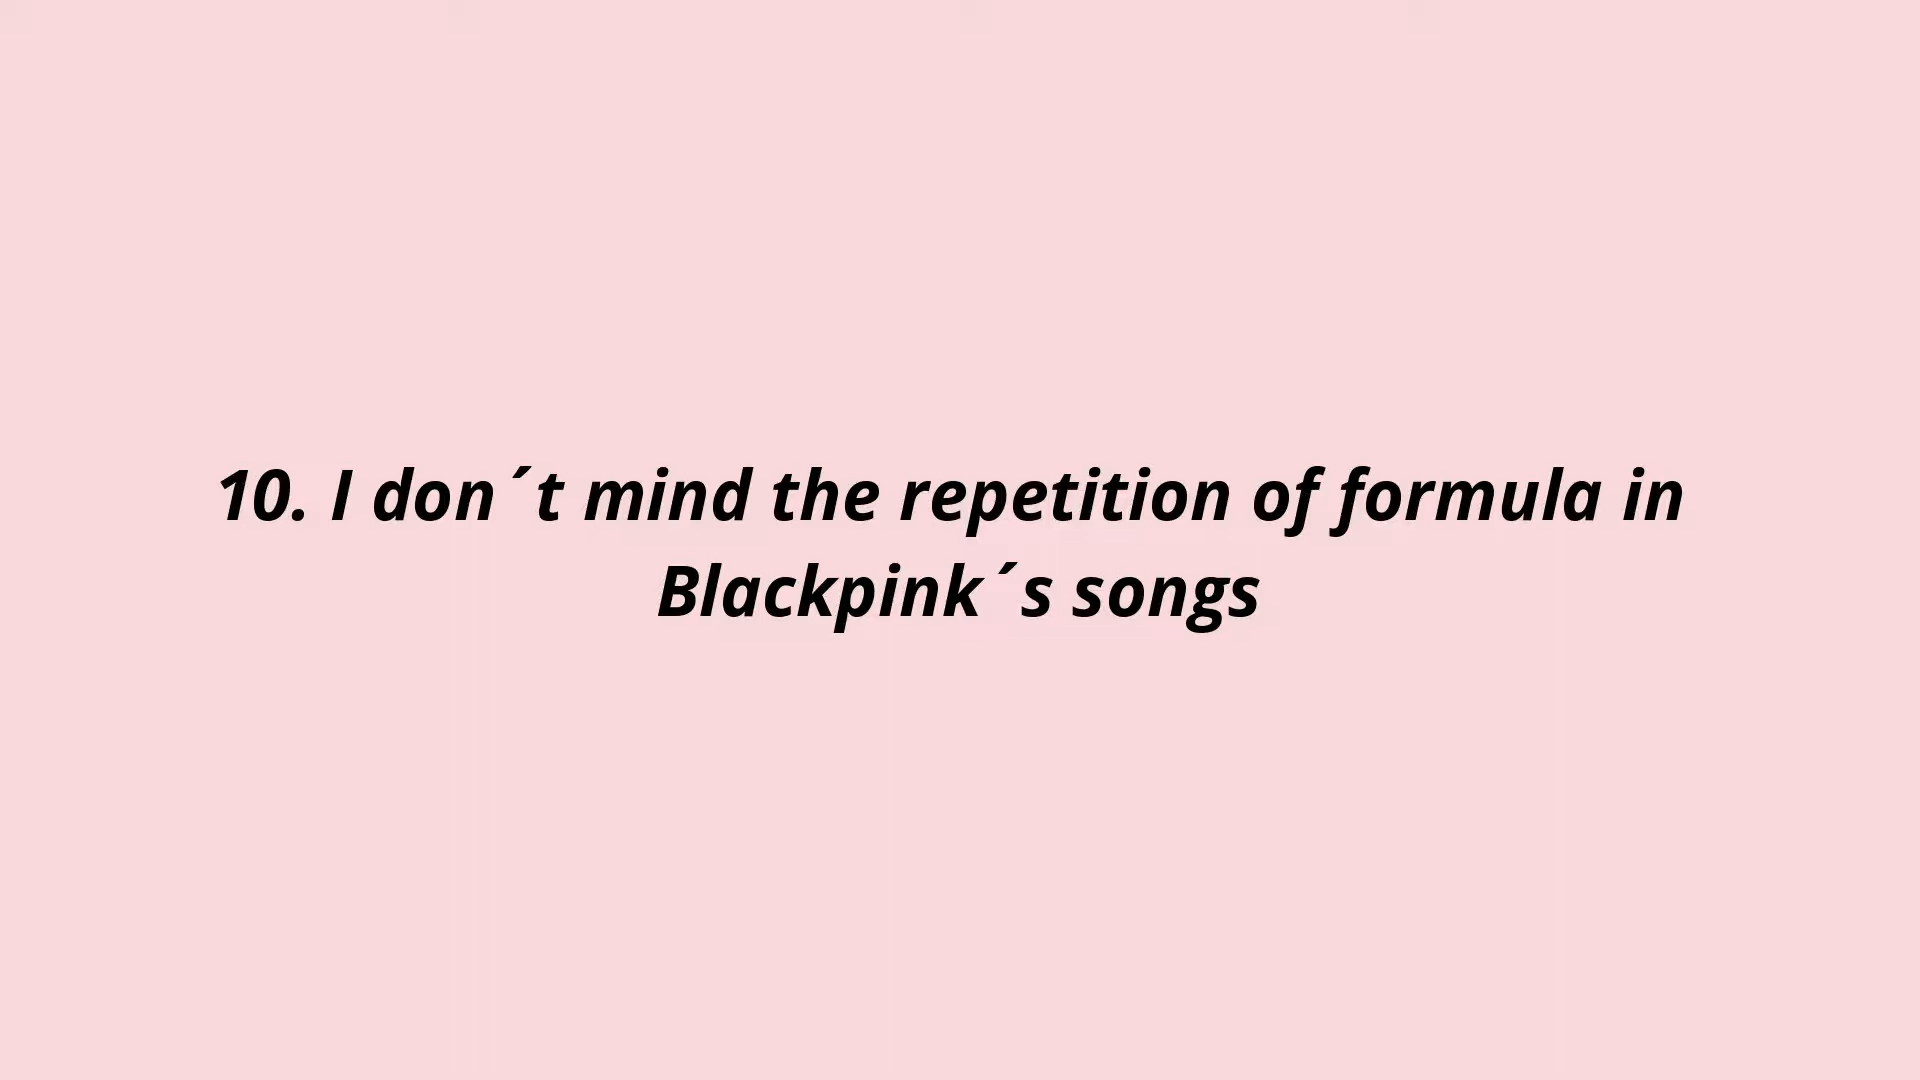 10. I don´t mind the repetition of formula in
Blackpink´s songs